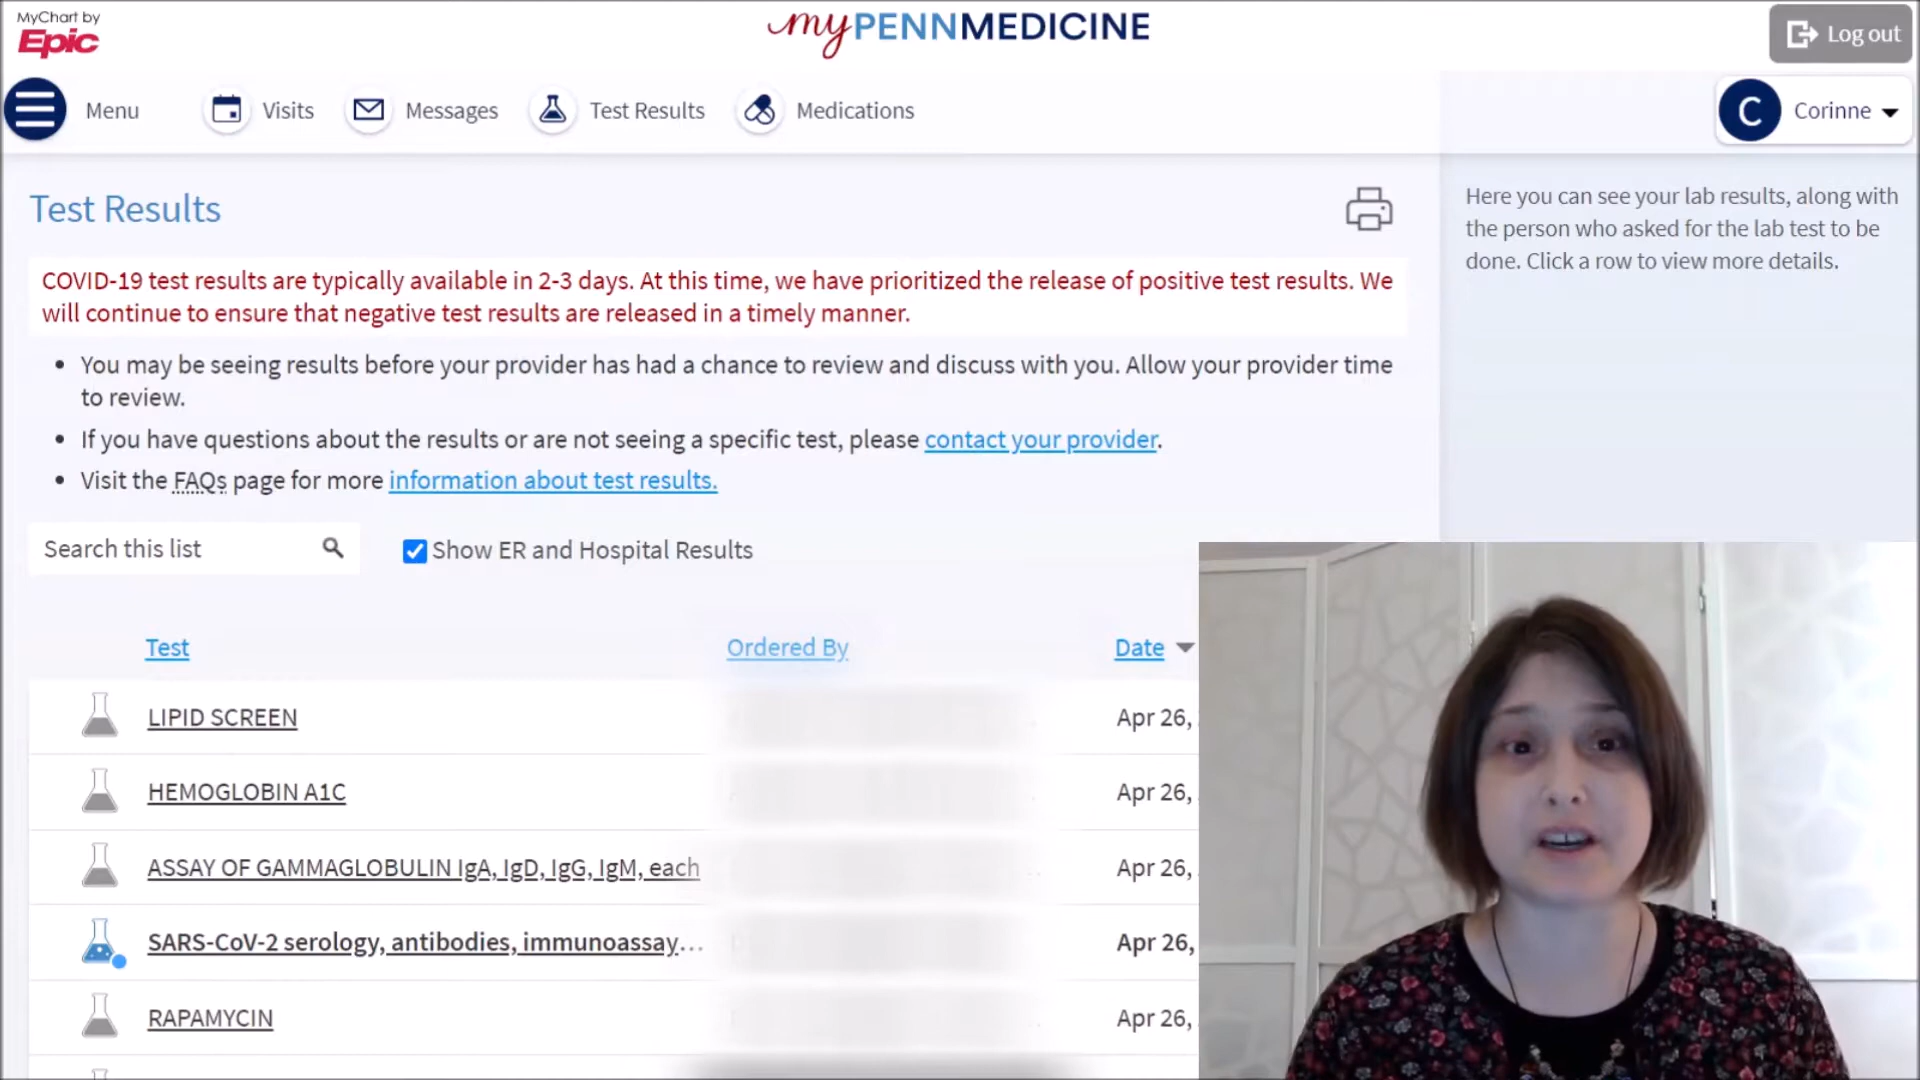 MyChart by
Epic
myPENNMEDICINE
Log out
Menu
Visits
Messages
Test Results
Medications
C
Corinne
Test Results
Here you can see your lab results, along with
the person who asked for the lab test to be
done. Click a row to view more details.
COVID-19 test results are typically available in 2-3 days. At this time, we have prioritized the release of positive test results. We
will continue to ensure that negative test results are released in a timely manner.
• You may be seeing results before your provider has had a chance to review and discuss with you. Allow your provider time
to review.
• If you have questions about the results or are not seeing a specific test, please contact your provider.
• Visit the FAQs page for more information about test results.
Search this list
Show ER and Hospital Results
Test Ordered By Date
LIPID SCREEN Apr 26,
HEMOGLOBIN A1C Apr 26,
ASSAY OF GAMMAGLOBULIN IgA, IgD, IgG, IgM, each Apr 26,
SARS-CoV-2 serology, antibodies, immunoassay... Apr 26,
RAPAMYCIN Apr 26,